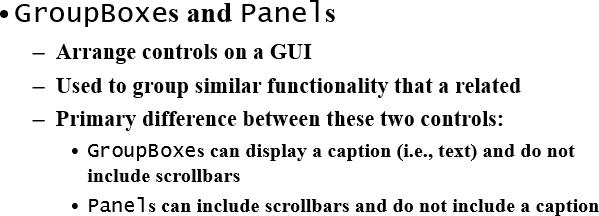 • GroupBoxes and Panels
– Arrange controls on a GUI
– Used to group similar functionality that a related
– Primary difference between these two controls:
• GroupBoxes can display a caption (i.e., text) and do not
include scrollbars
• Panels can include scrollbars and do not include a caption